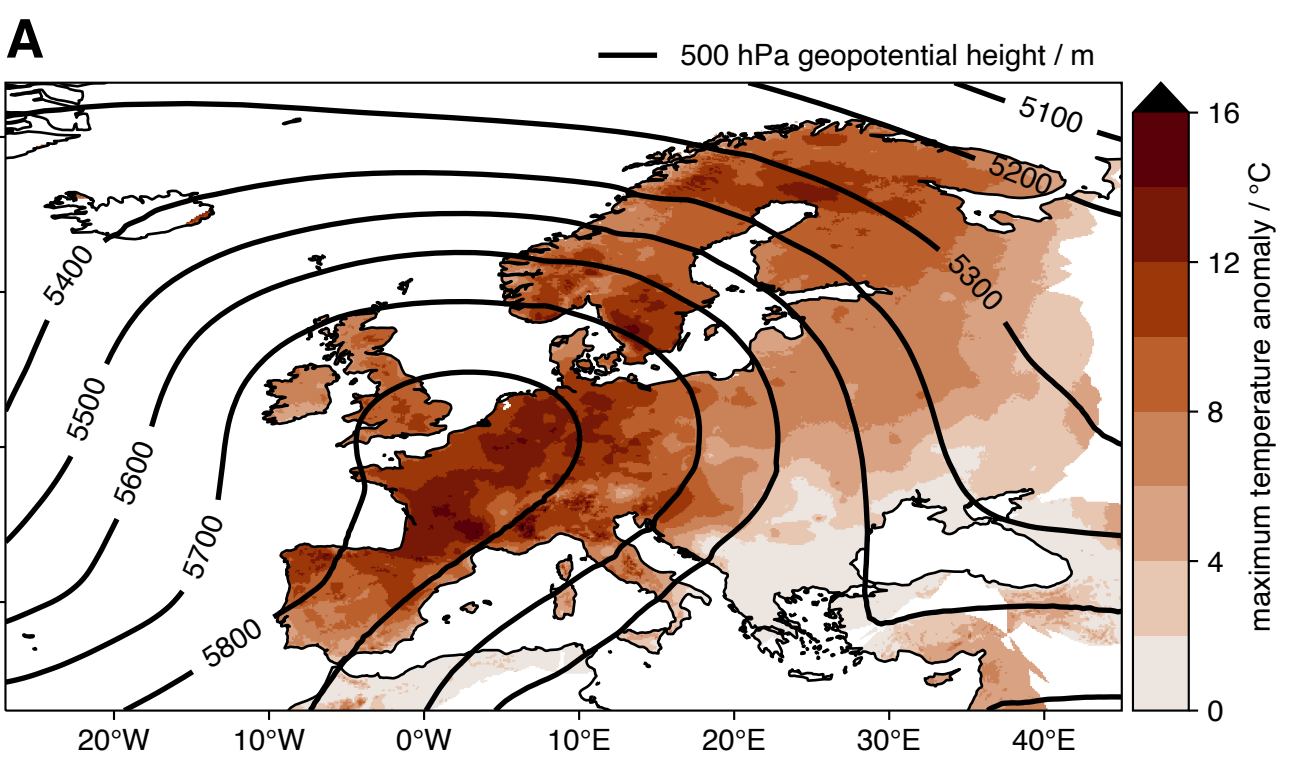 A
500 hPa geopotential height / m
5100
5200
5300
5400
5500
5600
5700
5800
16
12
8
4
0
maximum temperature anomaly / °C
20°W
10°W
0°W
10°E
20°E
30°E
40°E